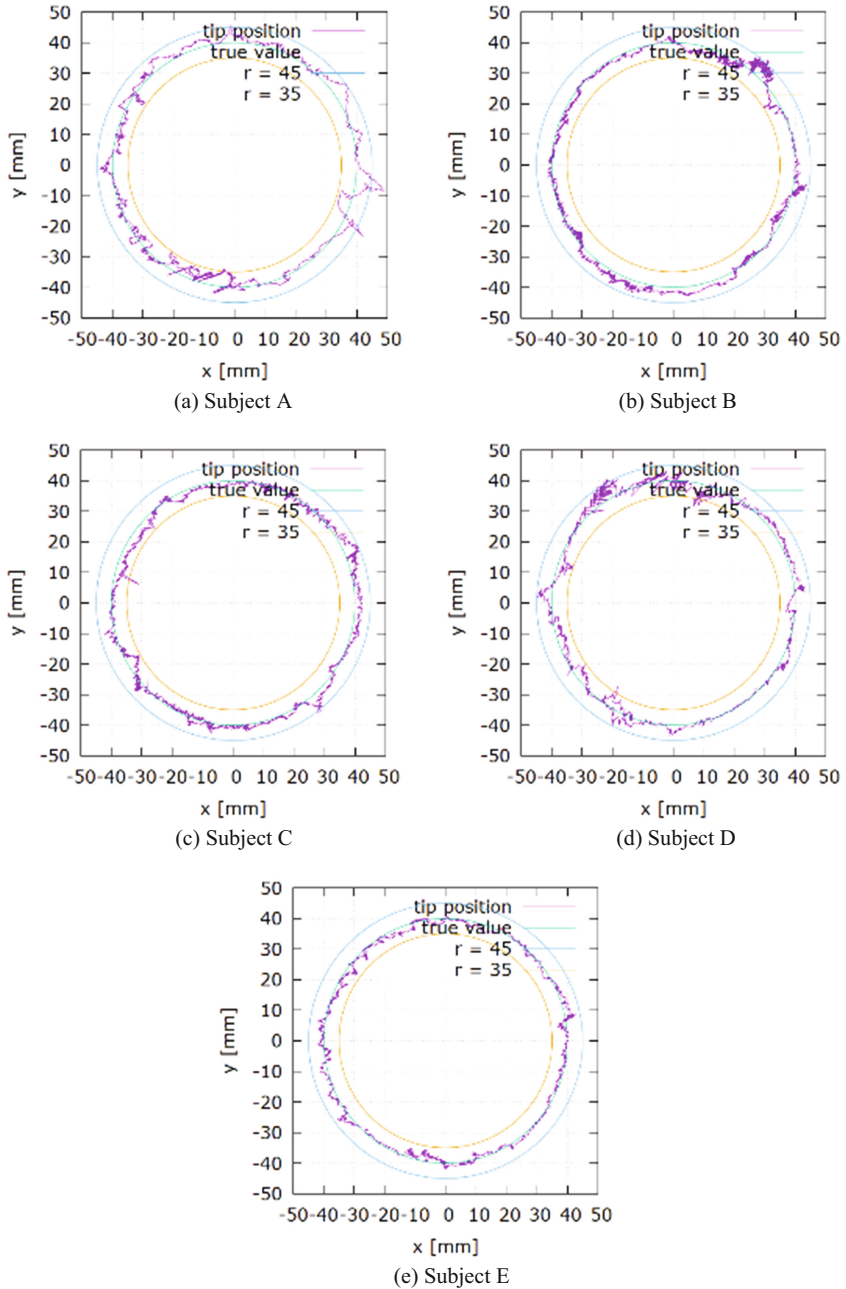 50
40
30
20
10
0
-10
-20
-30
-40
-50
y [mm]
tip position
true value
r = 45
r = 35
-50-40-30-20-10 0 10 20 30 40 50
x [mm]
(a) Subject A
50
40
30
20
10
0
-10
-20
-30
-40
-50
y [mm]
tip position
true value
r = 45
r = 35
-50-40-30-20-10 0 10 20 30 40 50
x [mm]
(b) Subject B
50
40
30
20
10
0
-10
-20
-30
-40
-50
y [mm]
tip position
true value
r = 45
r = 35
-50-40-30-20-10 0 10 20 30 40 50
x [mm]
(c) Subject C
50
40
30
20
10
0
-10
-20
-30
-40
-50
y [mm]
tip position
true value
r = 45
r = 35
-50-40-30-20-10 0 10 20 30 40 50
x [mm]
(d) Subject D
50
40
30
20
10
0
-10
-20
-30
-40
-50
y [mm]
tip position
true value
r = 45
r = 35
-50-40-30-20-10 0 10 20 30 40 50
x [mm]
(e) Subject E